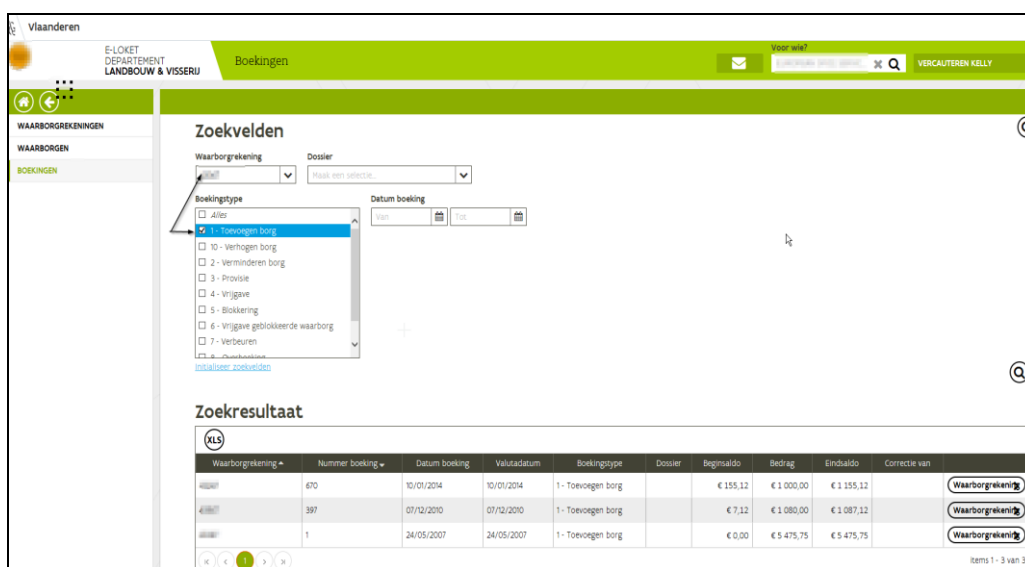 Vlaanderen
E-LOKET
DEPARTEMENT
LANDBOUW & VISSERIJ
Boekingen
Voor wie?
VERCAUTEREN KELLY
WAARBORGREKENINGEN
WAARBORGEN
BOEKINGEN
Zoekvelden
Waarborgrekening Dossier
Maak een selectie..
Boekingstype Datum boeking
Alles Van Tot
1 - Toevoegen borg
10 - Verhogen borg
2 - Verminderen borg
3 - Provisie
4 - Vrijgave
5 - Blokkering
6 - Vrijgave geblokkeerde waarborg
7 - Verbeuren
8 - Overboeking
Initialiseer zoekvelden
Zoekresultaat
XLS
Waarborgrekening Nummer boeking Datum boeking Valutadatum Boekingstype Dossier Beginsaldo Bedrag Eindsaldo Correctie van
670 10/01/2014 10/01/2014 1 - Toevoegen borg € 155,12 € 1 000,00 € 1 155,12 Waarborgrekening
397 07/12/2010 07/12/2010 1 - Toevoegen borg € 7,12 € 1 080,00 € 1 087,12 Waarborgrekening
1 24/05/2007 24/05/2007 1 - Toevoegen borg € 0,00 € 5 475,75 € 5 475,75 Waarborgrekening
1 items 1 - 3 van 3